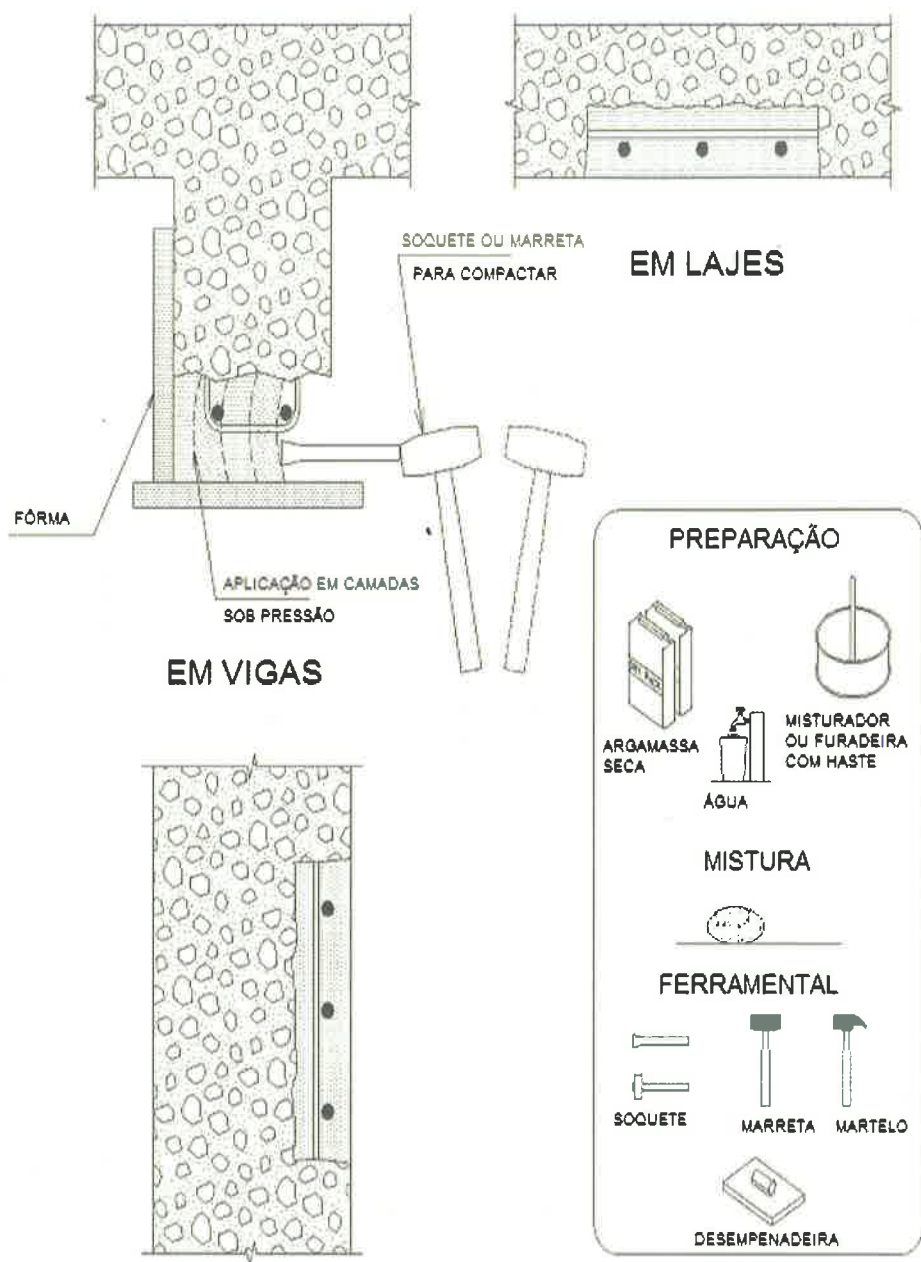 SOQUETE OU MARRETA
PARA COMPACTAR
EM LAJES
FÔRMA
APLICAÇÃO EM CAMADAS
SOB PRESSÃO
EM VIGAS
PREPARAÇÃO
ARGAMASSA
SECA
ÁGUA
MISTURADOR
OU FURADEIRA
COM HASTE
MISTURA
FERRAMENTAL
SOQUETE
MARRETA
MARTELO
DESEMPENADEIRA